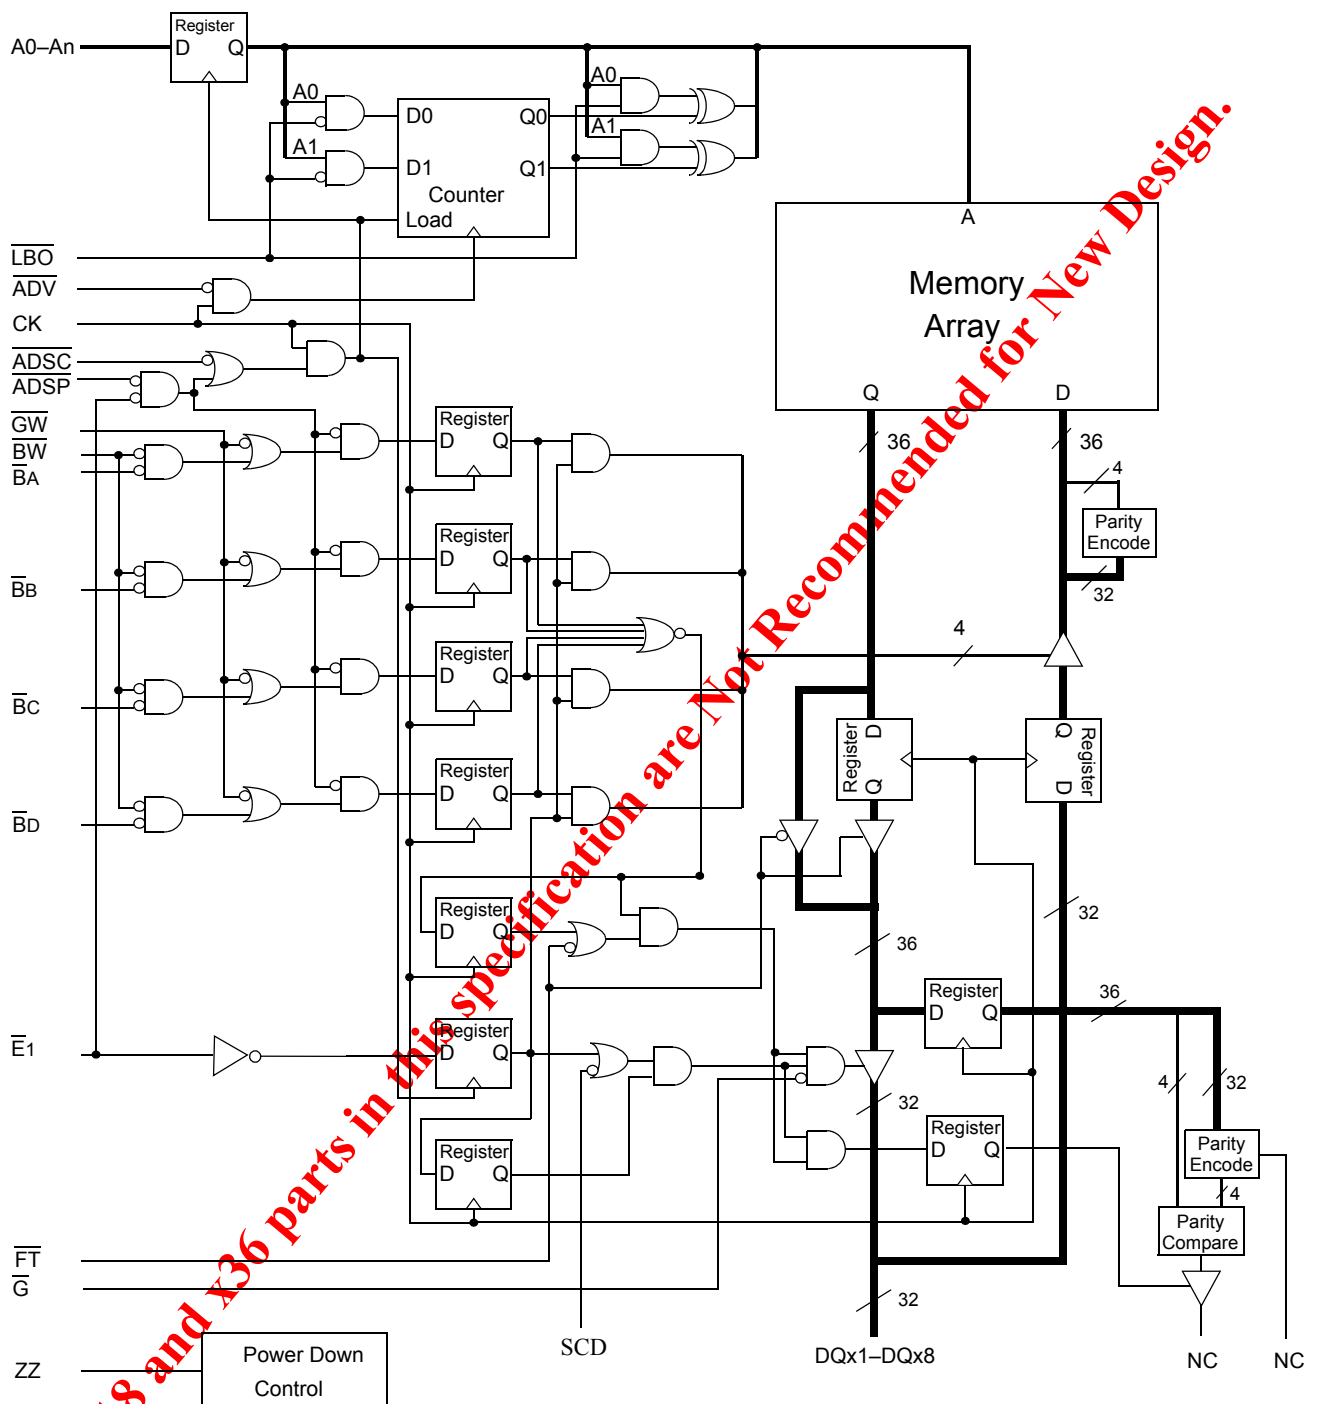 Register
A0–An
D Q
A0
A0
D0 Q0
A1
A1
D1 Q1
Counter
Load
A
LBO
ADV
CK
ADSC
ADSP
GW
BW
BA
BB
BC
BD
E1
FT
G
ZZ
Memory
Array
Q D
36 36
4
Parity
Encode
32
4
Register
D Q
Register
D Q
Register
D Q
Register
D Q
Register
D Q
Register
D Q
Register
D Q
Register
D
Q
Register
Q
D
32
36
Register
D Q
36
4 32
32
Register
D Q
Parity
Encode
4
Parity
Compare
32
SCD
DQx1–DQx8
NC NC
Power Down
Control
18 and x36 parts in this specification are Not Recommended for New Design.